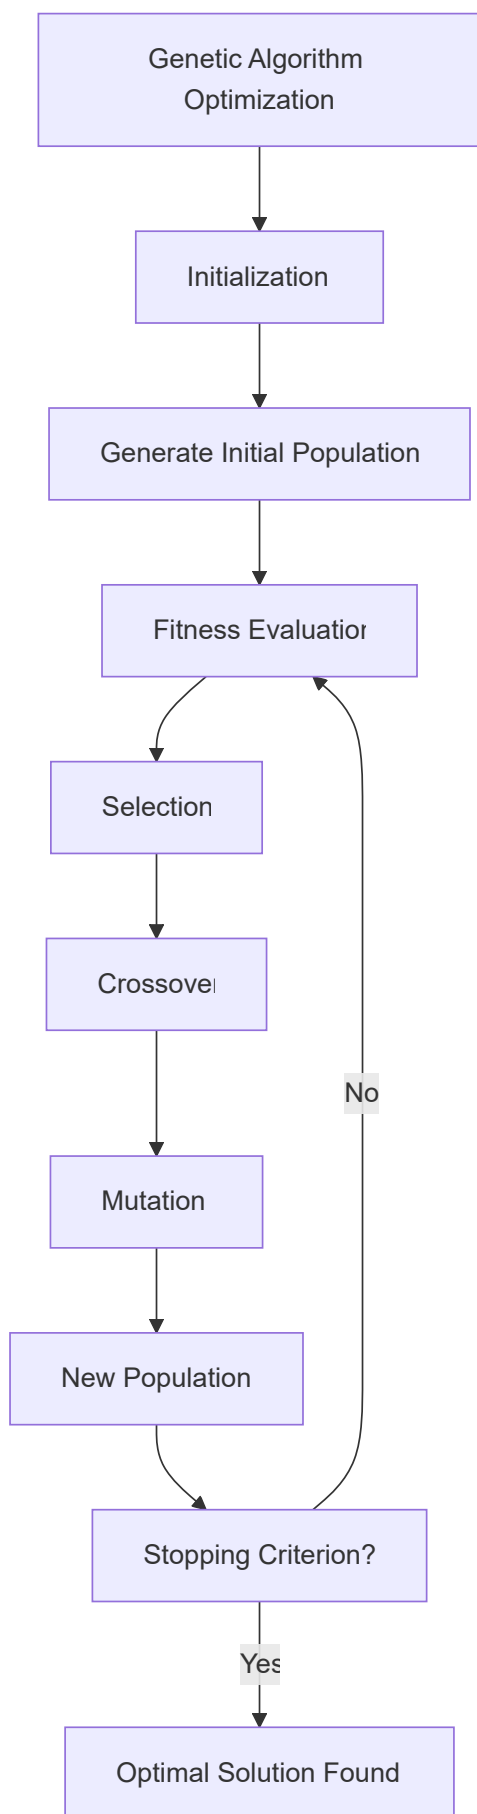 Genetic Algorithm
Optimization
Initialization
Generate Initial Population
Fitness Evaluation
Selection
Crossover
Mutation
New Population
No
Stopping Criterion?
Yes
Optimal Solution Found